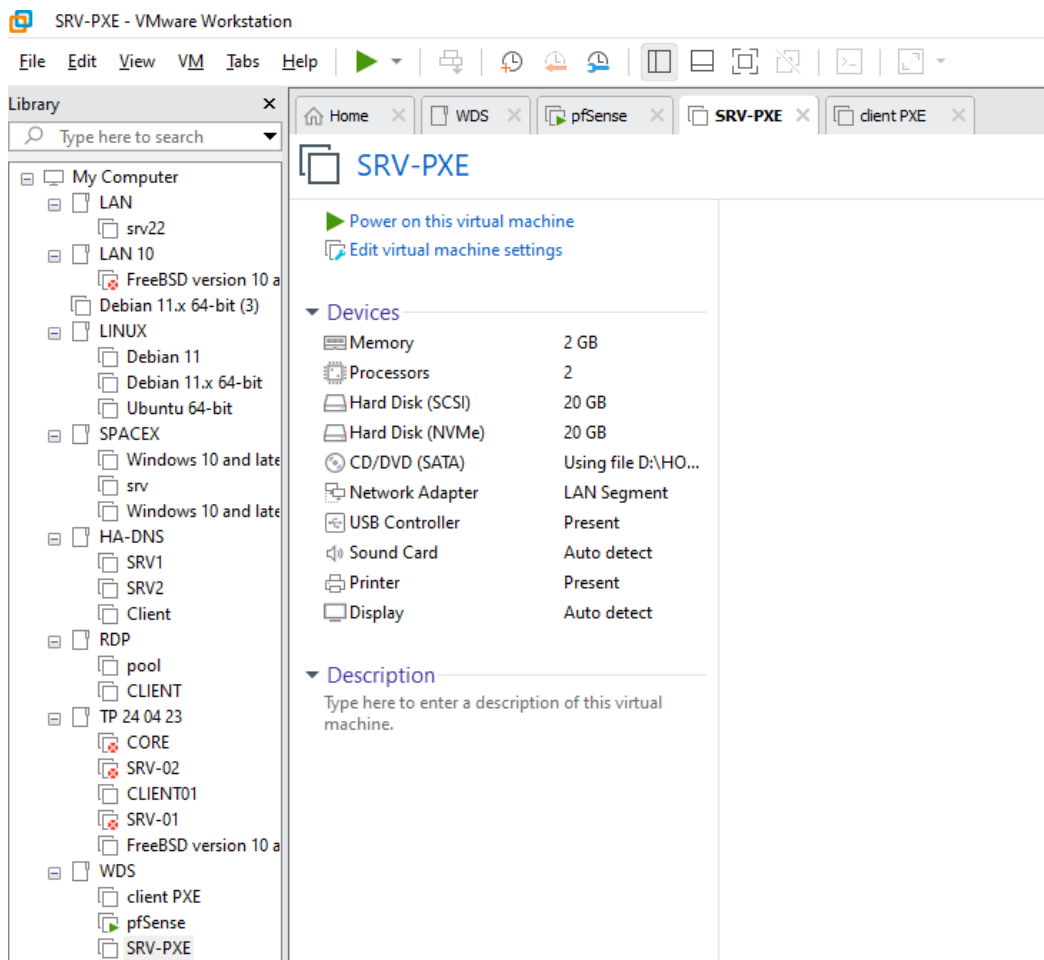 SRV-PXE - VMware Workstation
File Edit View VM Tabs Help
Library
Type here to search
My Computer
LAN
srv22
LAN 10
FreeBSD version 10 a
Debian 11.x 64-bit (3)
LINUX
Debian 11
Debian 11.x 64-bit
Ubuntu 64-bit
SPACEX
Windows 10 and late
srv
Windows 10 and late
HA-DNS
SRV1
SRV2
Client
RDP
pool
CLIENT
TP 24 04 23
CORE
SRV-02
CLIENT01
SRV-01
FreeBSD version 10 a
WDS
client PXE
pfSense
SRV-PXE
Home WDS pfSense SRV-PXE client PXE
SRV-PXE
Power on this virtual machine
Edit virtual machine settings
Devices
Memory 2 GB
Processors 2
Hard Disk (SCSI) 20 GB
Hard Disk (NVMe) 20 GB
CD/DVD (SATA) Using file D:\HO...
Network Adapter LAN Segment
USB Controller Present
Sound Card Auto detect
Printer Present
Display Auto detect
Description
Type here to enter a description of this virtual
machine.